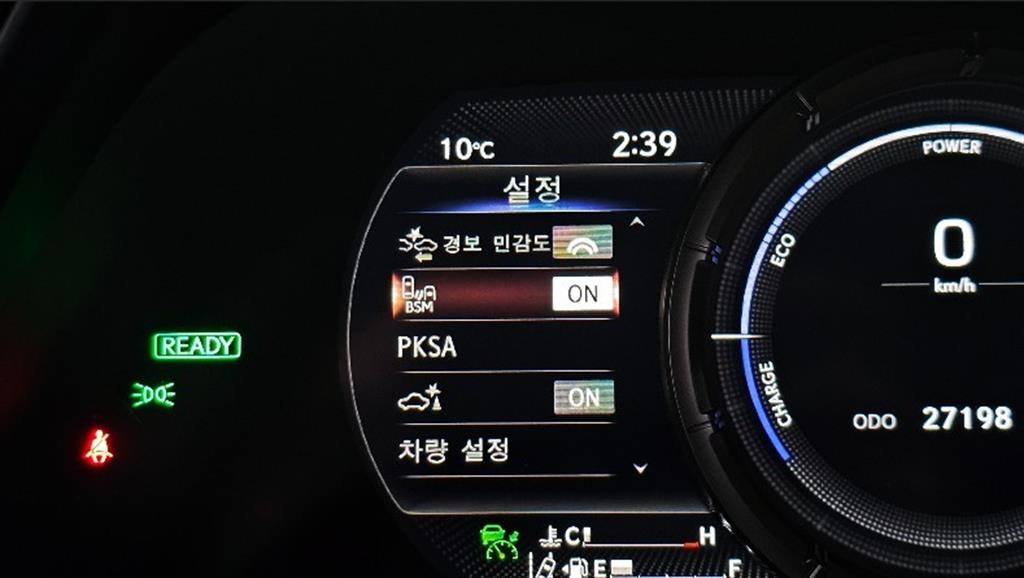 10°C 2:39
설정
경보 민감도
BSM ON
PKSA
ON
차량 설정
READY
POWER
ECO
CHARGE
0
km/h
ODO 27198
C H
E F